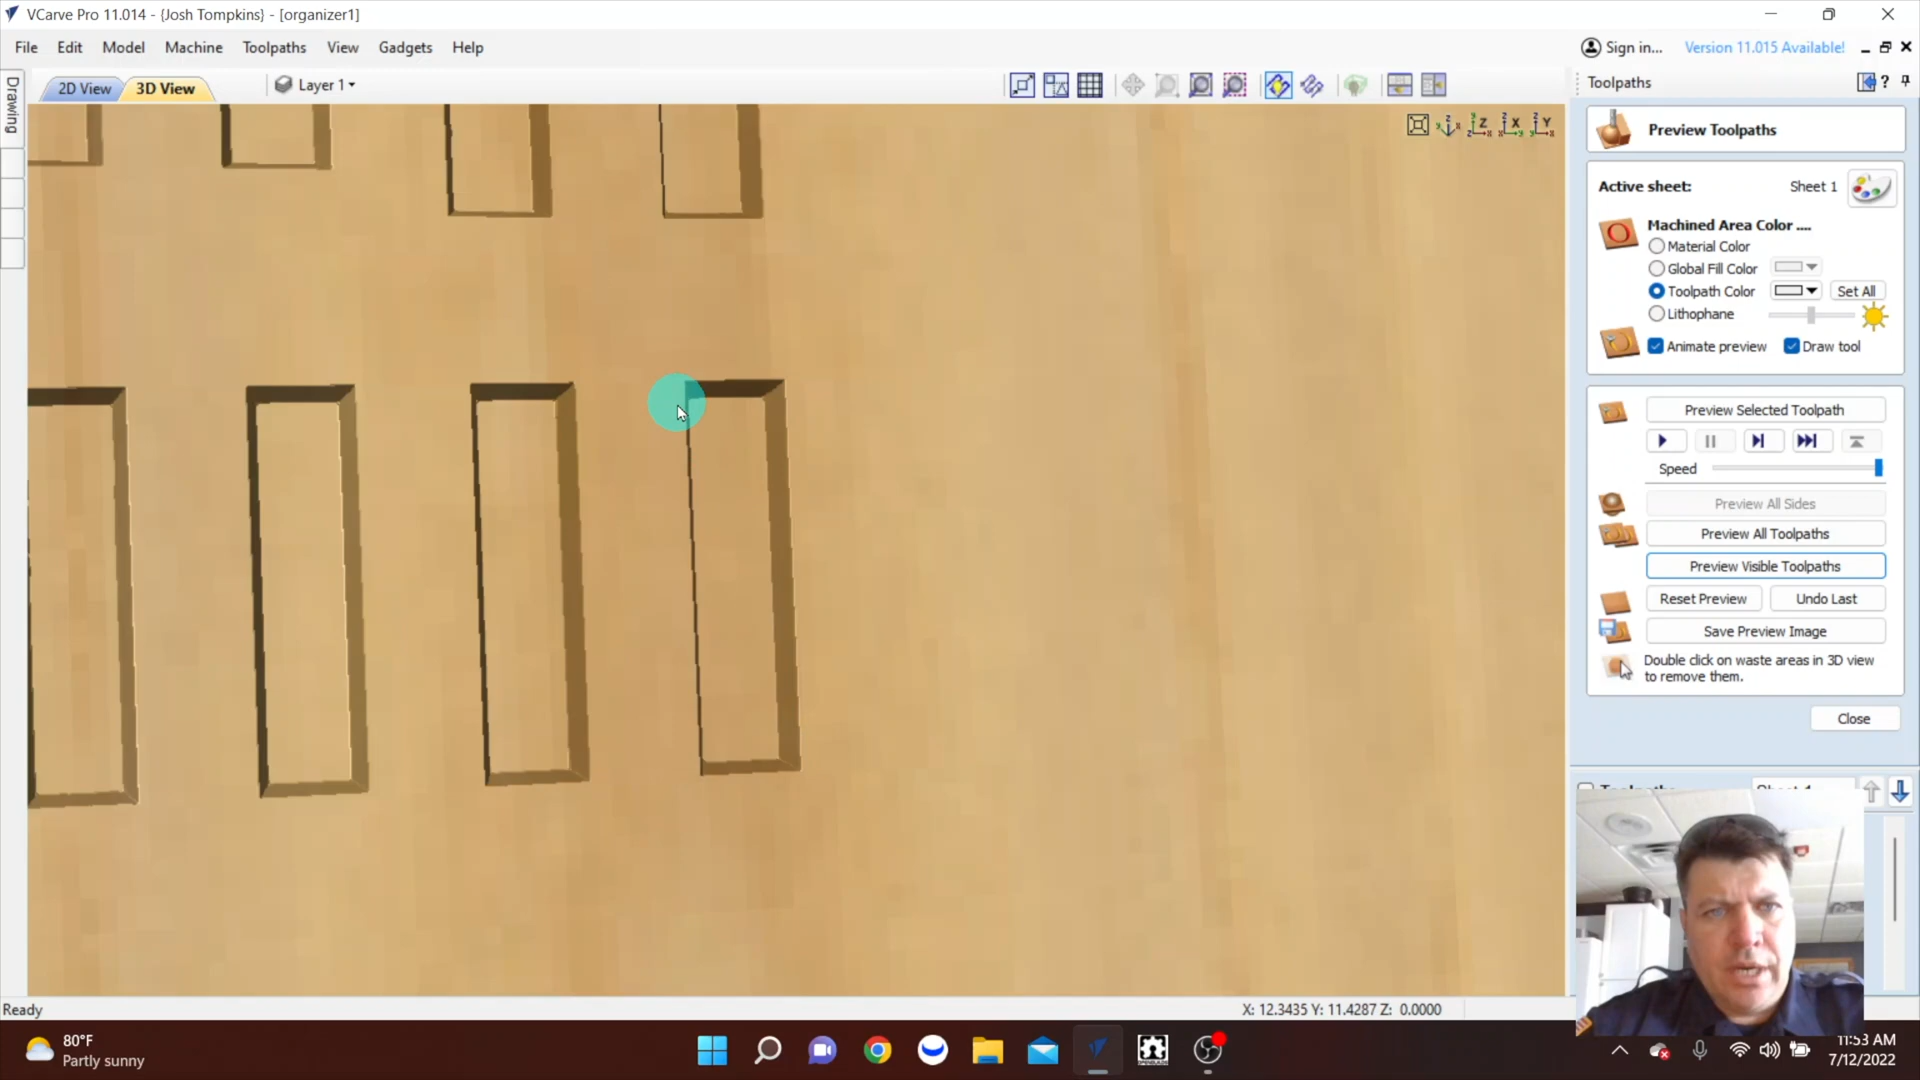 VCarve Pro 11.014 - {Josh Tompkins} - [organizer1]
File Edit Model Machine Toolpaths View Gadgets Help
Sign in... Version 11.015 Available!
Drawing
2D View 3D View Layer 1
Toolpaths
Preview Toolpaths
Active sheet: Sheet 1
Machined Area Color ....
Material Color
Global Fill Color
Toolpath Color Set All
Lithophane
Animate preview Draw tool
Preview Selected Toolpath
Speed
Preview All Sides
Preview All Toolpaths
Preview Visible Toolpaths
Reset Preview Undo Last
Save Preview Image
Double click on waste areas in 3D view
to remove them.
Close
Ready
X: 12.3435 Y: 11.4287 Z: 0.0000
80°F
Partly sunny
11:53 AM
7/12/2022